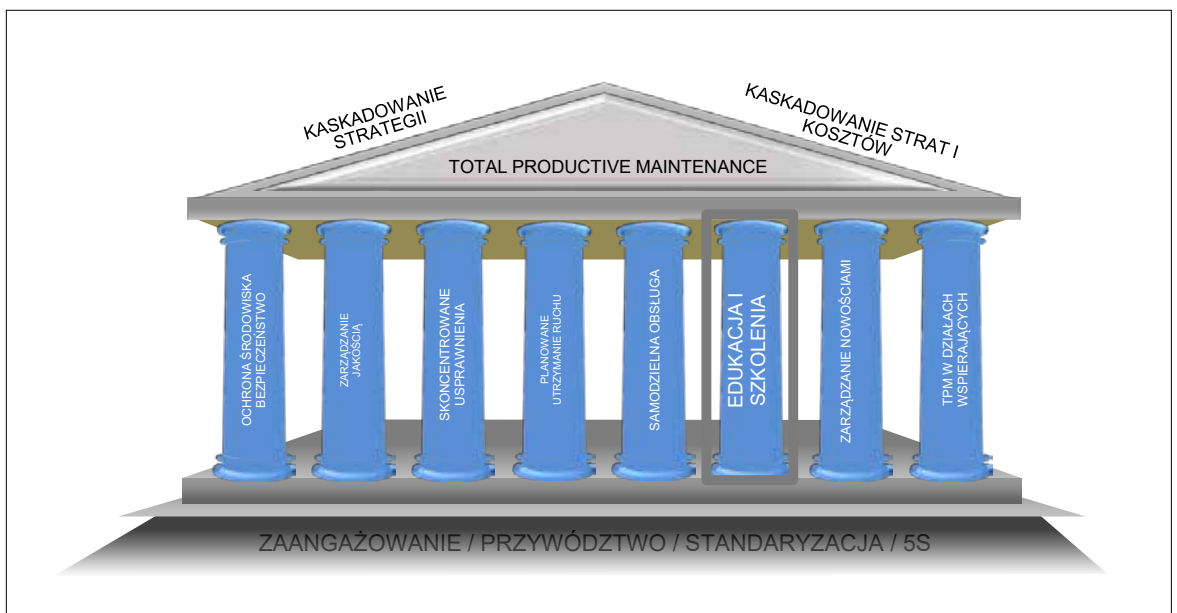 KASKADOWANIE
STRATEGII
KASKADOWANIE STRAT I
KOSZTÓW
TOTAL PRODUCTIVE MAINTENANCE
OCHRONA ŚRODOWISKA
BEZPIECZEŃSTWO
ZARZĄDZANIE
JAKOŚCIĄ
SKONCENTROWANE
USPRAWNIENIA
PLANOWANE
UTRZYMANIE RUCHU
SAMODZIELNA OBSŁUGA
EDUKACJA I
SZKOLENIA
ZARZĄDZANIE NOWOŚCIAMI
TPM W DZIAŁACH
WSPIERAJĄCYCH
ZAANGAŻOWANIE / PRZYWÓDZTWO / STANDARYZACJA / 5S